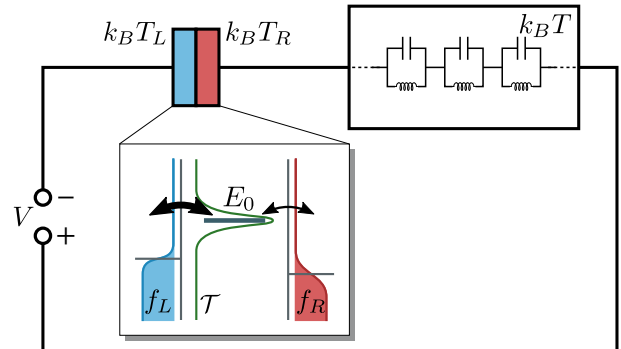 k_B T_L
k_B T_R
k_B T
E_0
V
−
+
f_L
𝒯
f_R